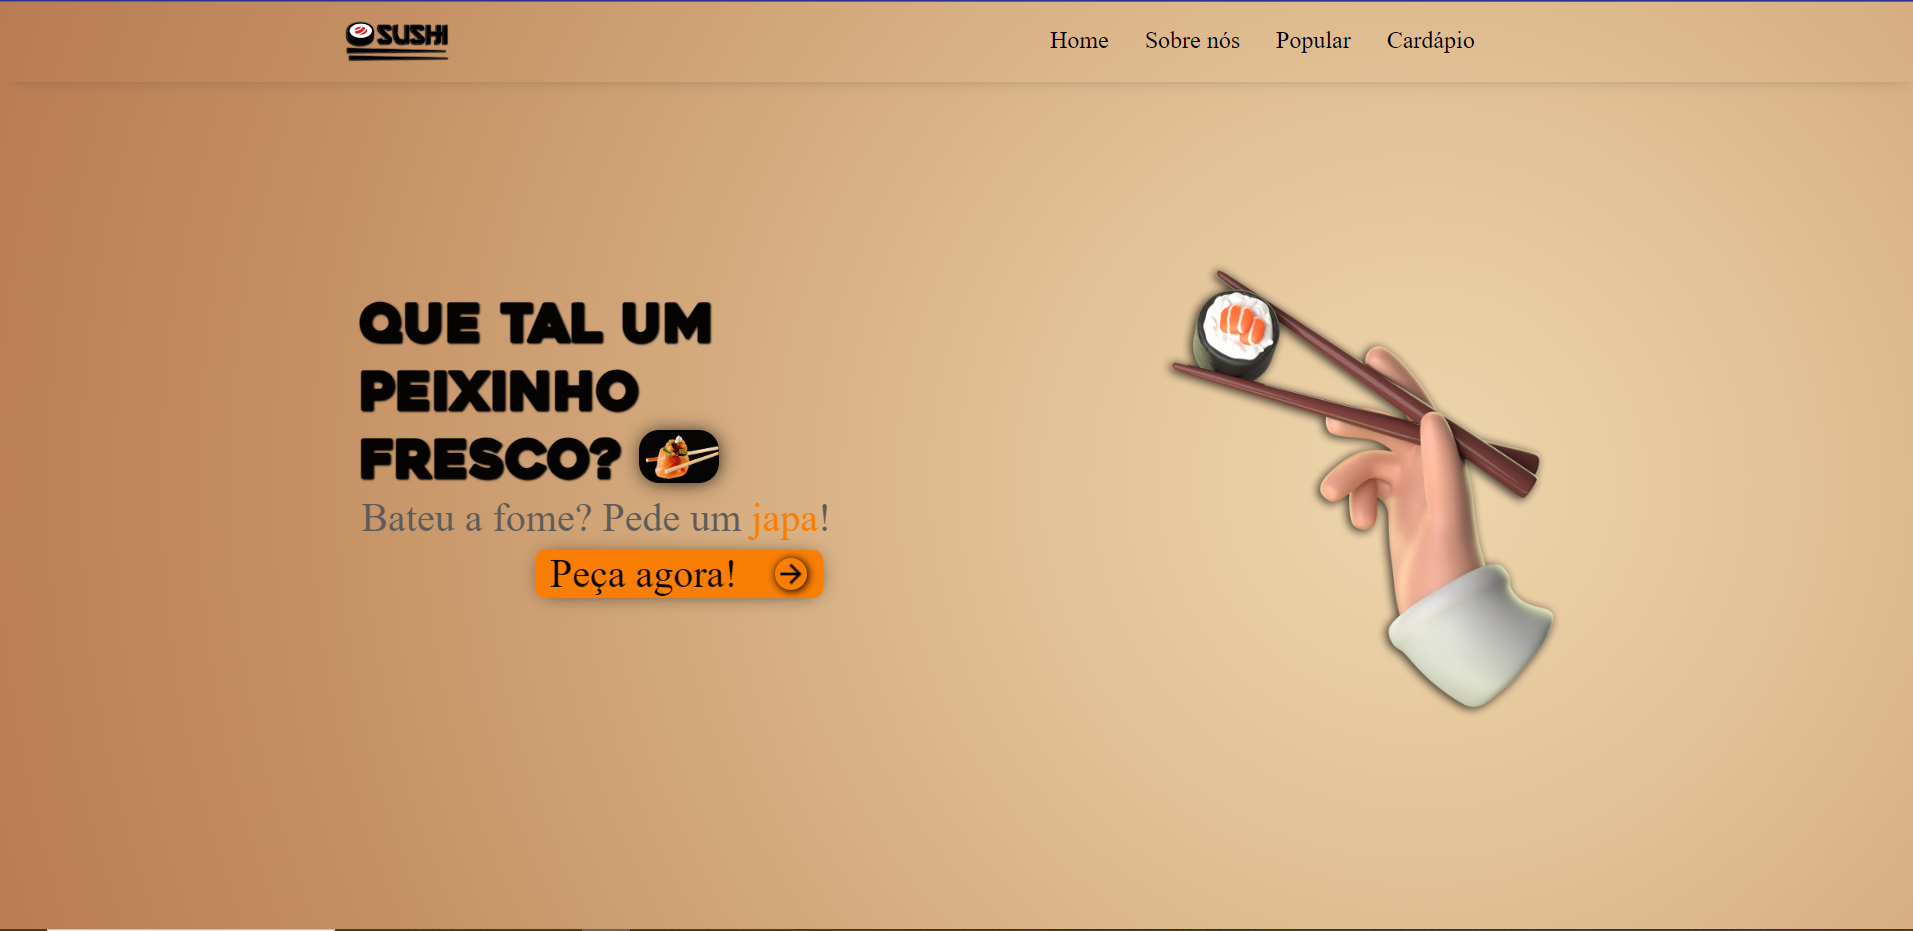 SUSHI
Home Sobre nós Popular Cardápio
QUE TAL UM
PEIXINHO
FRESCO?
Bateu a fome? Pede um japa!
Peça agora!